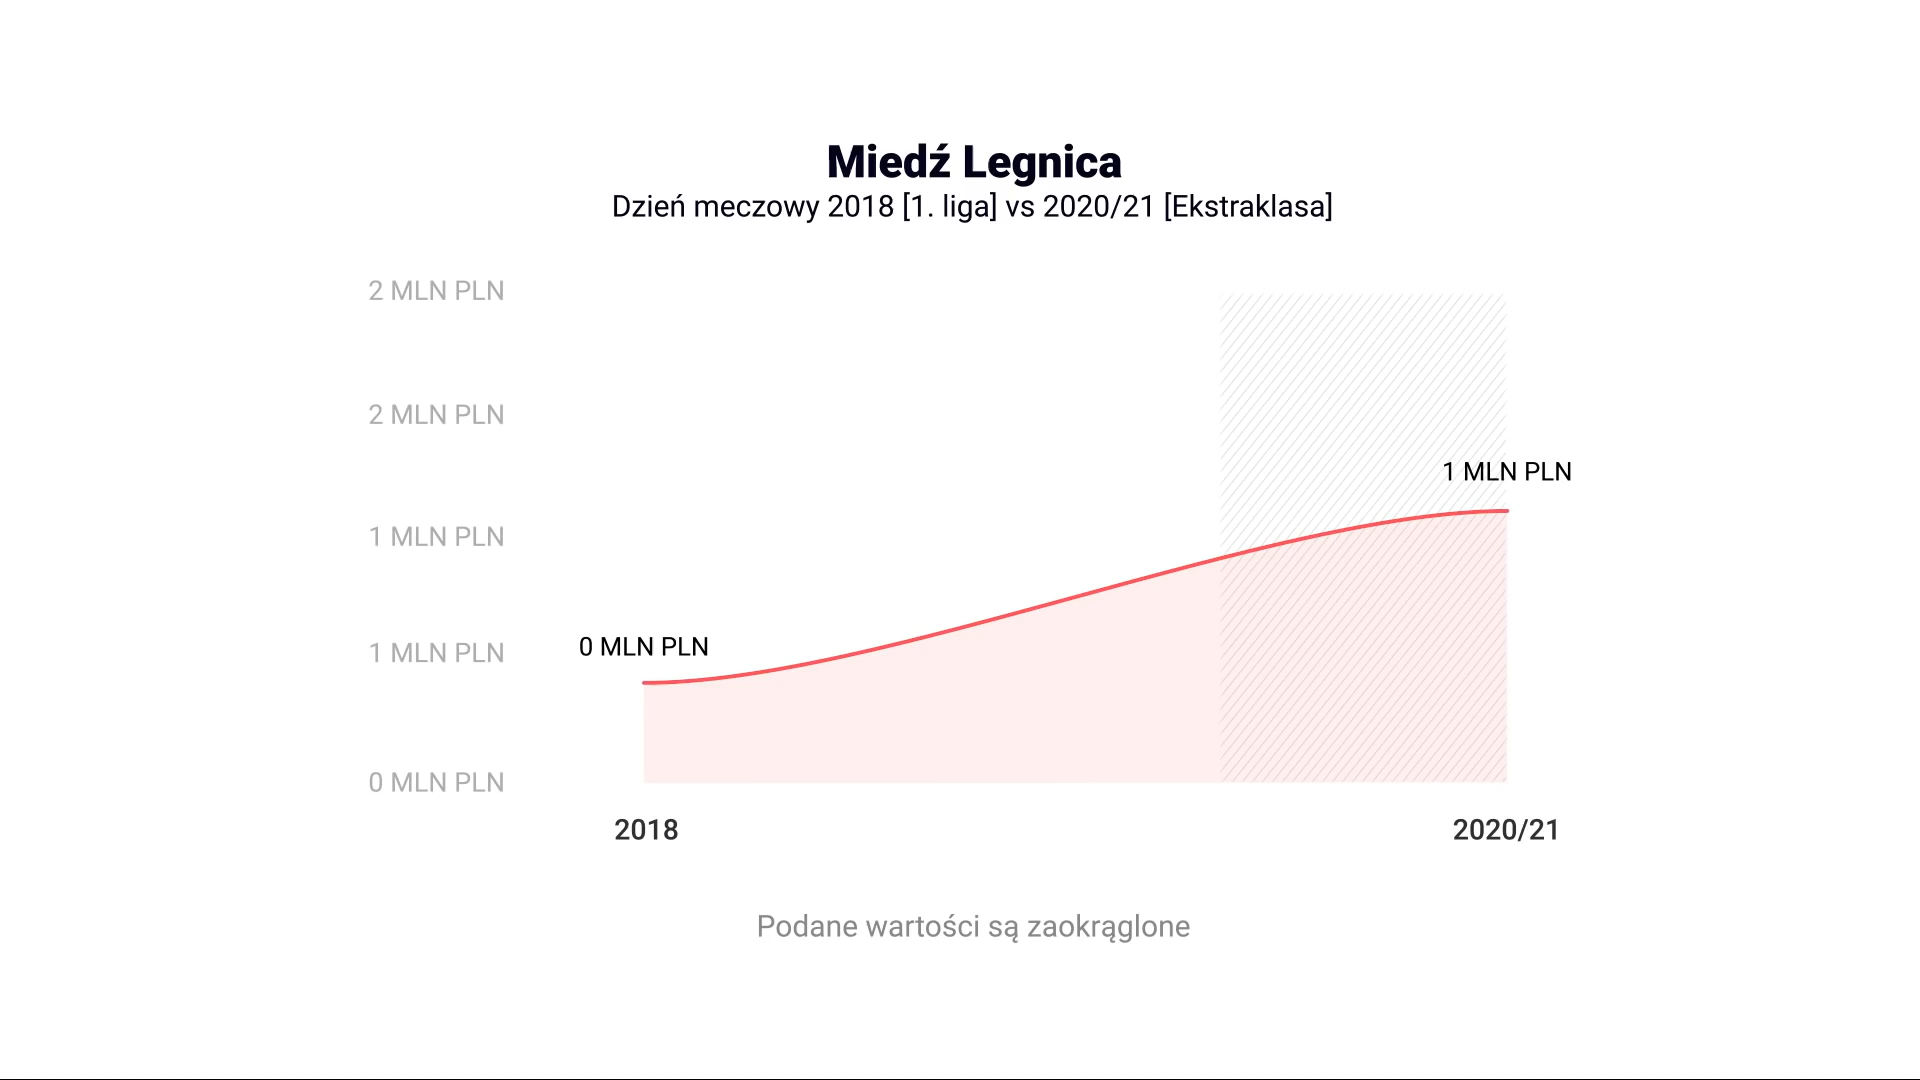 Miedź Legnica
Dzień meczowy 2018 [1. liga] vs 2020/21 [Ekstraklasa]
2 MLN PLN
2 MLN PLN
1 MLN PLN
1 MLN PLN
0 MLN PLN
0 MLN PLN
1 MLN PLN
2018
2020/21
Podane wartości są zaokrąglone